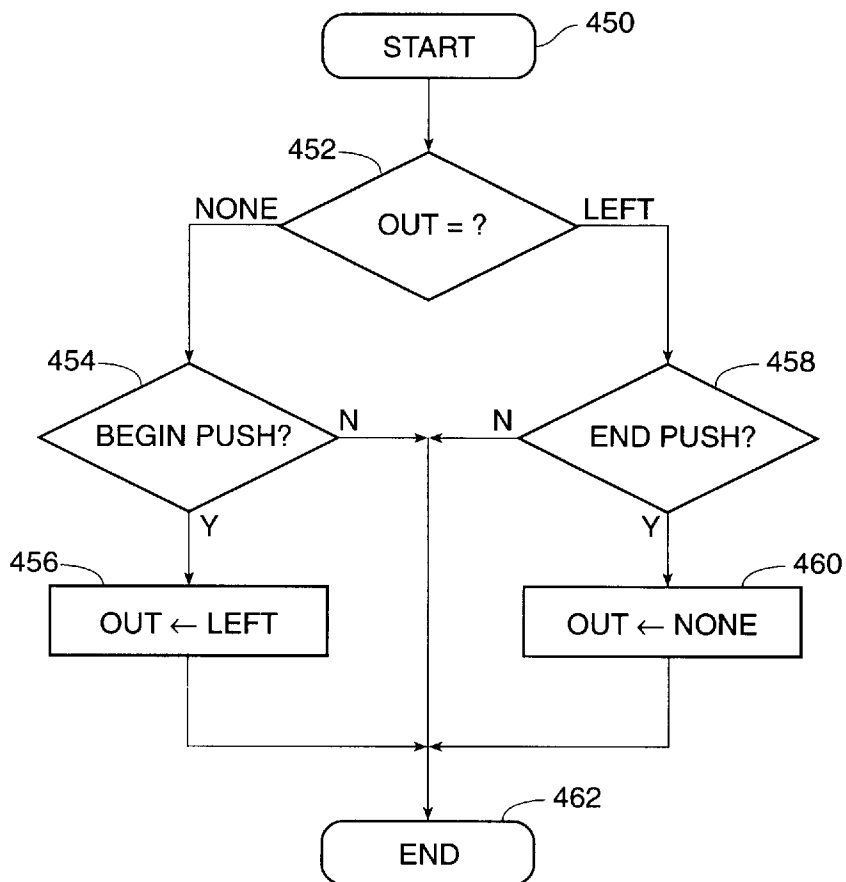 START
450
452
NONE
OUT = ?
LEFT
454
BEGIN PUSH?
N
Y
458
END PUSH?
N
Y
456
OUT ← LEFT
460
OUT ← NONE
462
END